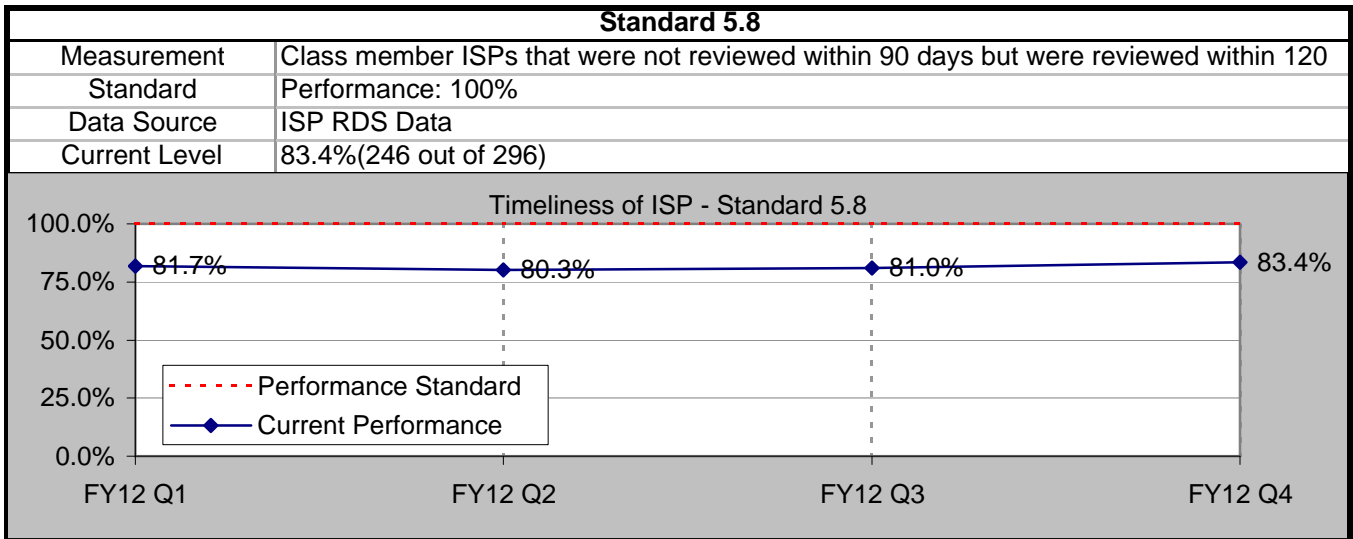 Standard 5.8
Measurement Class member ISPs that were not reviewed within 90 days but were reviewed within 120
Standard Performance: 100%
Data Source ISP RDS Data
Current Level 83.4%(246 out of 296)
Timeliness of ISP - Standard 5.8
100.0%
81.7% 80.3% 81.0% 83.4%
75.0%
50.0%
Performance Standard
25.0%
Current Performance
0.0%
FY12 Q1 FY12 Q2 FY12 Q3 FY12 Q4